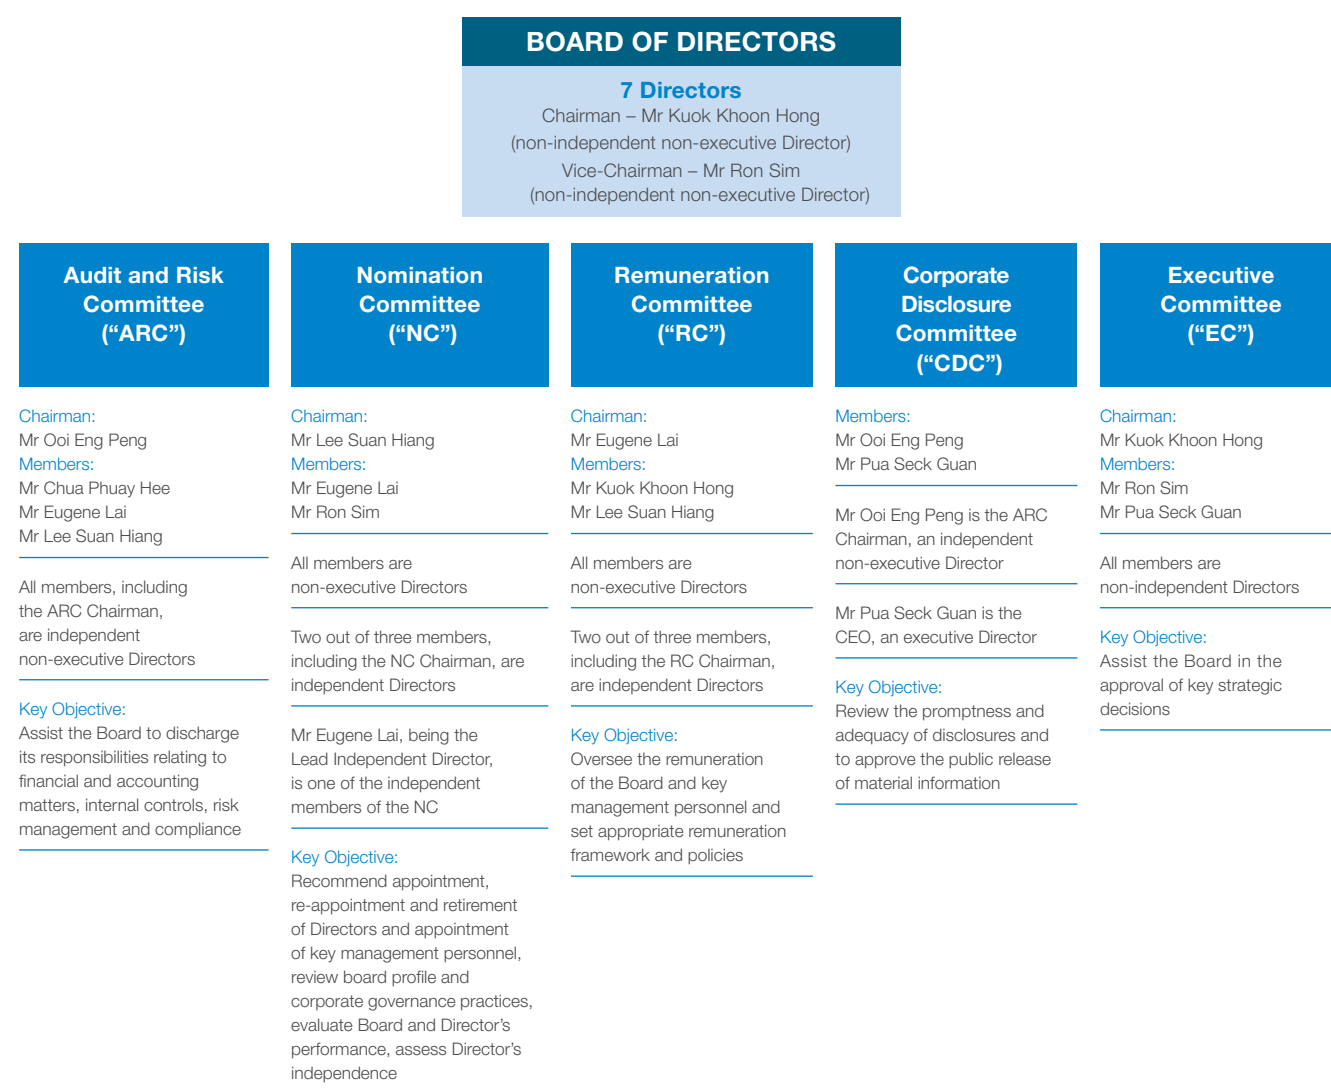 BOARD OF DIRECTORS
7 Directors
Chairman – Mr Kuok Khoon Hong
(non-independent non-executive Director)
Vice-Chairman – Mr Ron Sim
(non-independent non-executive Director)
Audit and Risk
Committee
(“ARC”)
Chairman:
Mr Ooi Eng Peng
Members:
Mr Chua Phuay Hee
Mr Eugene Lai
Mr Lee Suan Hiang
All members, including
the ARC Chairman,
are independent
non-executive Directors
Key Objective:
Assist the Board to discharge
its responsibilities relating to
financial and accounting
matters, internal controls, risk
management and compliance
Nomination
Committee
(“NC”)
Chairman:
Mr Lee Suan Hiang
Members:
Mr Eugene Lai
Mr Ron Sim
All members are
non-executive Directors
Two out of three members,
including the NC Chairman, are
independent Directors
Mr Eugene Lai, being the
Lead Independent Director,
is one of the independent
members of the NC
Key Objective:
Recommend appointment,
re-appointment and retirement
of Directors and appointment
of key management personnel,
review board profile and
corporate governance practices,
evaluate Board and Director’s
performance, assess Director’s
independence
Remuneration
Committee
(“RC”)
Chairman:
Mr Eugene Lai
Members:
Mr Kuok Khoon Hong
Mr Lee Suan Hiang
All members are
non-executive Directors
Two out of three members,
including the RC Chairman,
are independent Directors
Key Objective:
Oversee the remuneration
of the Board and key
management personnel and
set appropriate remuneration
framework and policies
Corporate
Disclosure
Committee
(“CDC”)
Members:
Mr Ooi Eng Peng
Mr Pua Seck Guan
Mr Ooi Eng Peng is the ARC
Chairman, an independent
non-executive Director
Mr Pua Seck Guan is the
CEO, an executive Director
Key Objective:
Review the promptness and
adequacy of disclosures and
to approve the public release
of material information
Executive
Committee
(“EC”)
Chairman:
Mr Kuok Khoon Hong
Members:
Mr Ron Sim
Mr Pua Seck Guan
All members are
non-independent Directors
Key Objective:
Assist the Board in the
approval of key strategic
decisions